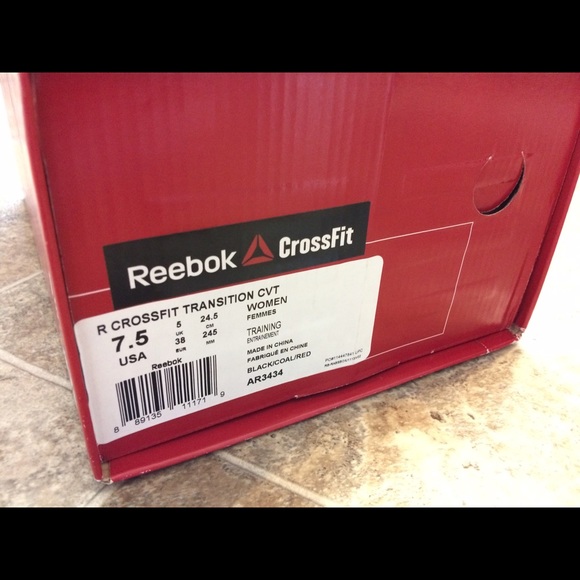 Reebok CrossFit
R CROSSFIT TRANSITION CVT
7.5 5 24.5 WOMEN
UK CM FEMMES
USA 38 245 TRAINING
EUR MM ENTRAINEMENT
Reebok MADE IN CHINA
FABRIQUÉ EN CHINE
BLACK/COAL/RED
AR3434
8 89135 11171 9